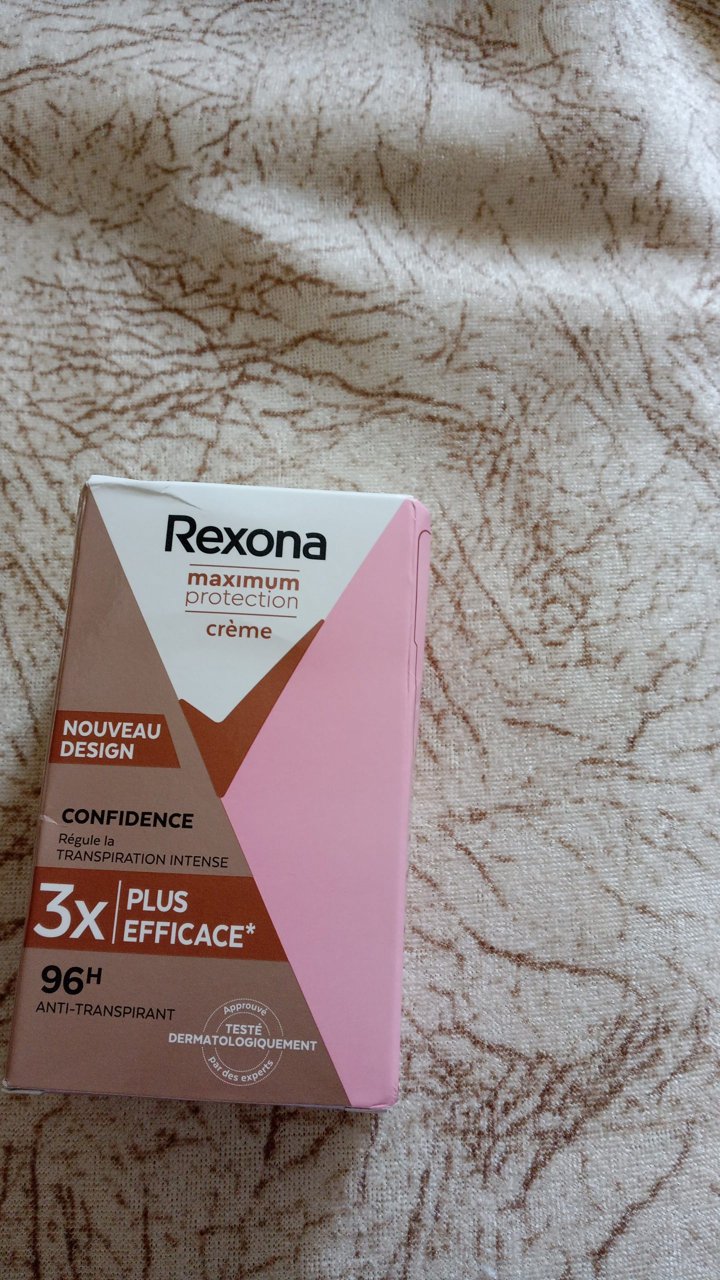 Rexona
maximum
protection
crème
NOUVEAU
DESIGN
CONFIDENCE
Régule la
TRANSPIRATION INTENSE
3x PLUS
EFFICACE*
96H
ANTI-TRANSPIRANT
Approuvé
TESTÉ
DERMATOLOGIQUEMENT
par des experts